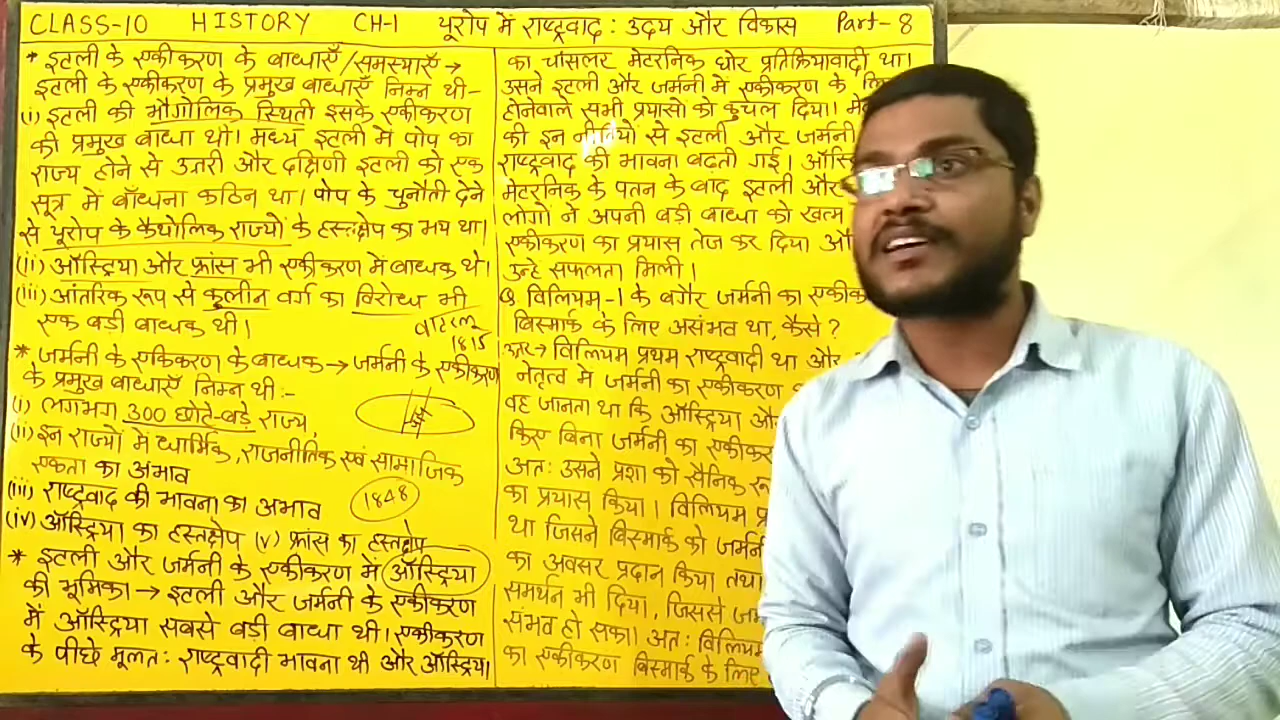 CLASS-10 HISTORY CH-1 यूरोप में राष्ट्रवाद : उदय और विकास Part-8
* इटली के एकीकरण के बाधाएँ/समस्याएँ →
इटली के एकीकरण के प्रमुख बाधाएँ निम्न थी-
(i) इटली की भौगोलिक स्थिती इसके एकीकरण
की प्रमुख बाधा थी। मध्य इटली में पोप का
राज्य होने से उत्तरी और दक्षिणी इटली को एक
सूत्र में बाँधना कठिन था। पोप के चुनौती देने
से यूरोप के कैथोलिक राज्यों के हस्तक्षेप का भय था।
(ii) ऑस्ट्रिया और फ्रांस भी एकीकरण में बाधक थे।
(iii) आंतरिक रूप से कुलीन वर्ग का विरोध भी
एक बड़ी बाधक थी।
वाटरलू
1815
* जर्मनी के एकिकरण के बाधक → जर्मनी के एकीकरण
के प्रमुख बाधाएँ निम्न थी :-
(i) लगभग 300 छोटे-बड़े राज्य,
(ii) इन राज्यों में धार्मिक, राजनीतिक एवं सामाजिक
एकता का अभाव
(iii) राष्ट्रवाद की भावना का अभाव
1848
(iv) ऑस्ट्रिया का हस्तक्षेप (v) फ्रांस का हस्तक्षेप
* इटली और जर्मनी के एकीकरण में ऑस्ट्रिया
की भूमिका → इटली और जर्मनी के एकीकरण
में ऑस्ट्रिया सबसे बड़ी बाधा थी। एकीकरण
के पीछे मूलतः राष्ट्रवादी भावना थी और ऑस्ट्रिया
का चांसलर मेटरनिक घोर प्रतिक्रियावादी था।
उसने इटली और जर्मनी में एकीकरण के लि
होनेवाले सभी प्रयासों को कुचल दिया। मे
की इन नीतियों से इटली और जर्मनी
राष्ट्रवाद की भावना बढ़ती गई। ऑस्ट्रि
मेटरनिक के पतन के बाद इटली और
लोगों ने अपनी बड़ी बाधा को खत्म
एकीकरण का प्रयास तेज कर दिया औ
उन्हे सफलता मिली।
Q. विलियम-1 के बगैर जर्मनी का एकीक
बिस्मार्क के लिए असंभव था, कैसे?
उत्तर→ विलियम प्रथम राष्ट्रवादी था और
नेतृत्व में जर्मनी का एकीकरण
वह जानता था कि ऑस्ट्रिया औ
किए बिना जर्मनी का एकीकर
अतः उसने प्रशा को सैनिक रू
का प्रयास किया। विलियम प्र
था जिसने बिस्मार्क को जर्मनी
का अवसर प्रदान किया तथा
समर्थन भी दिया, जिससे जर्म
संभव हो सका। अतः विलियम
का एकीकरण बिस्मार्क के लिए